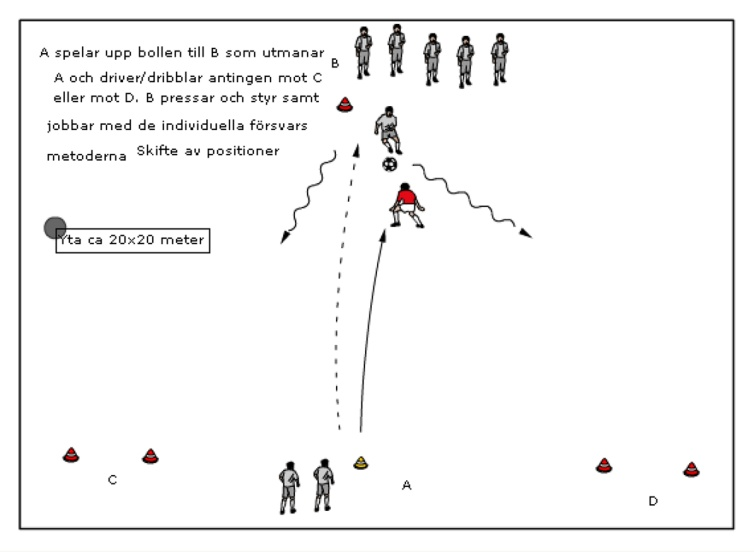 A spelar upp bollen till B som utmanar
A och driver/dribblar antingen mot C
eller mot D. B pressar och styr samt
jobbar med de individuella försvars
metoderna Skifte av positioner
B
Yta ca 20x20 meter
C
A
D